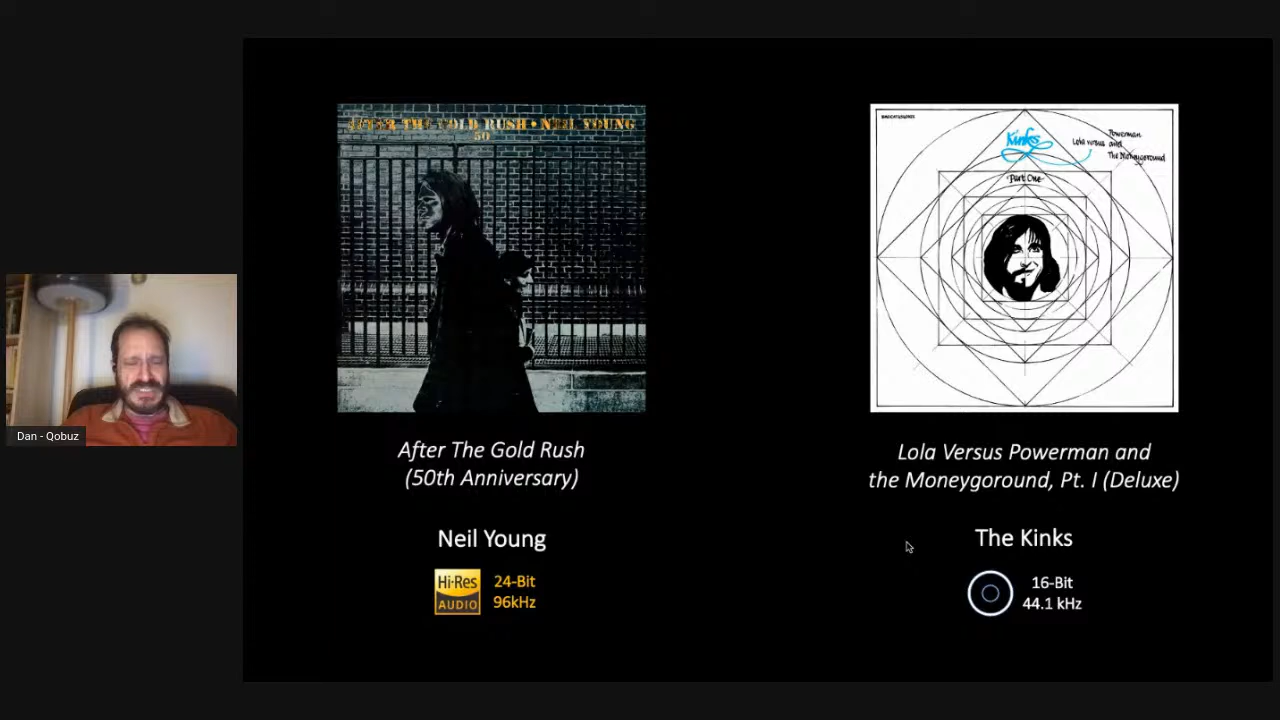 Dan - Qobuz
AFTER THE GOLD RUSH • NEIL YOUNG
50
Kinks
Lola versus
Powerman
and
The Moneygoround
Part One
After The Gold Rush
(50th Anniversary)
Lola Versus Powerman and
the Moneygoround, Pt. I (Deluxe)
Neil Young
The Kinks
Hi-Res
AUDIO
24-Bit
96kHz
16-Bit
44.1 kHz